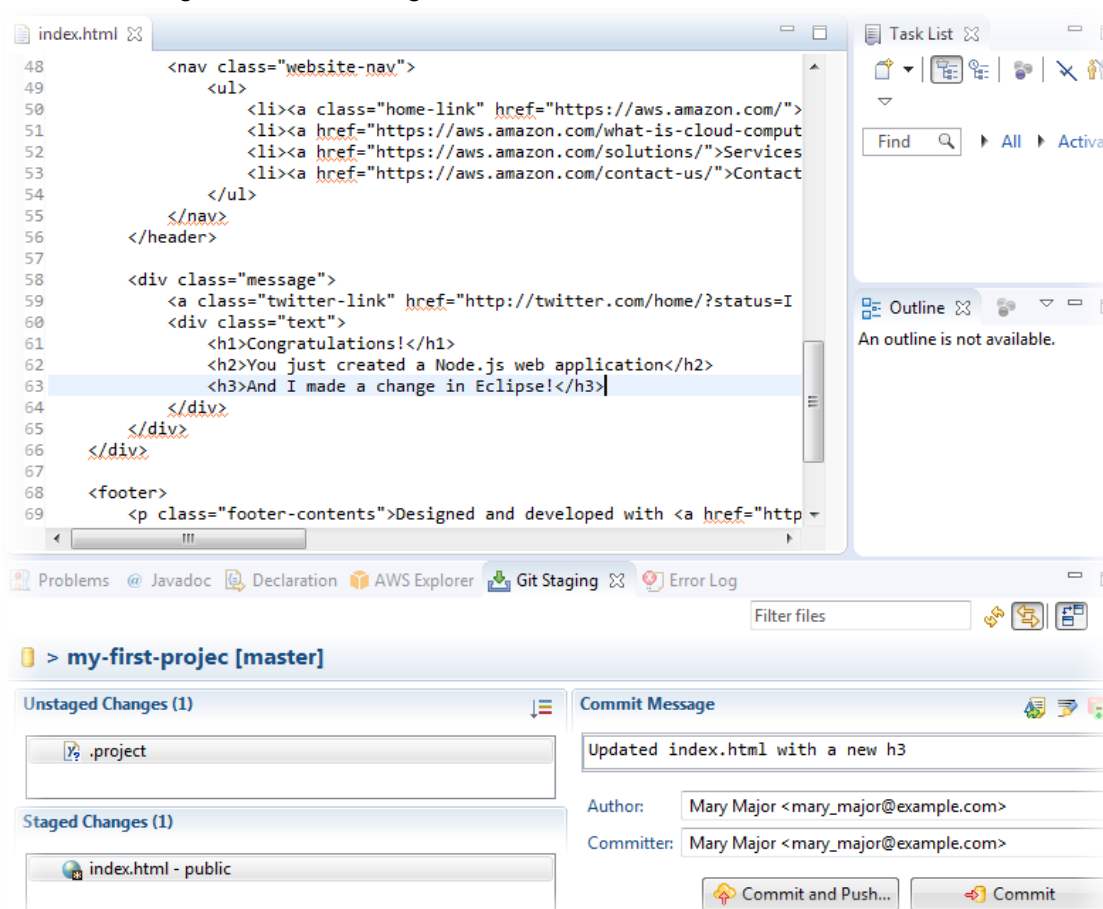 index.html
Task List
48 <nav class="website-nav">
49 <ul>
50 <li><a class="home-link" href="https://aws.amazon.com/">
51 <li><a href="https://aws.amazon.com/what-is-cloud-comput
52 <li><a href="https://aws.amazon.com/solutions/">Services
53 <li><a href="https://aws.amazon.com/contact-us/">Contact
54 </ul>
55 </nav>
56 </header>
57
58 <div class="message">
59 <a class="twitter-link" href="http://twitter.com/home/?status=I
60 <div class="text">
61 <h1>Congratulations!</h1>
62 <h2>You just created a Node.js web application</h2>
63 <h3>And I made a change in Eclipse!</h3>
64 </div>
65 </div>
66 </div>
67
68 <footer>
69 <p class="footer-contents">Designed and developed with <a href="http
Find All Activa
Outline
An outline is not available.
Problems @ Javadoc Declaration AWS Explorer Git Staging Error Log
Filter files
> my-first-projec [master]
Unstaged Changes (1)
.project
Staged Changes (1)
index.html - public
Commit Message
Updated index.html with a new h3
Author: Mary Major <mary_major@example.com>
Committer: Mary Major <mary_major@example.com>
Commit and Push... Commit